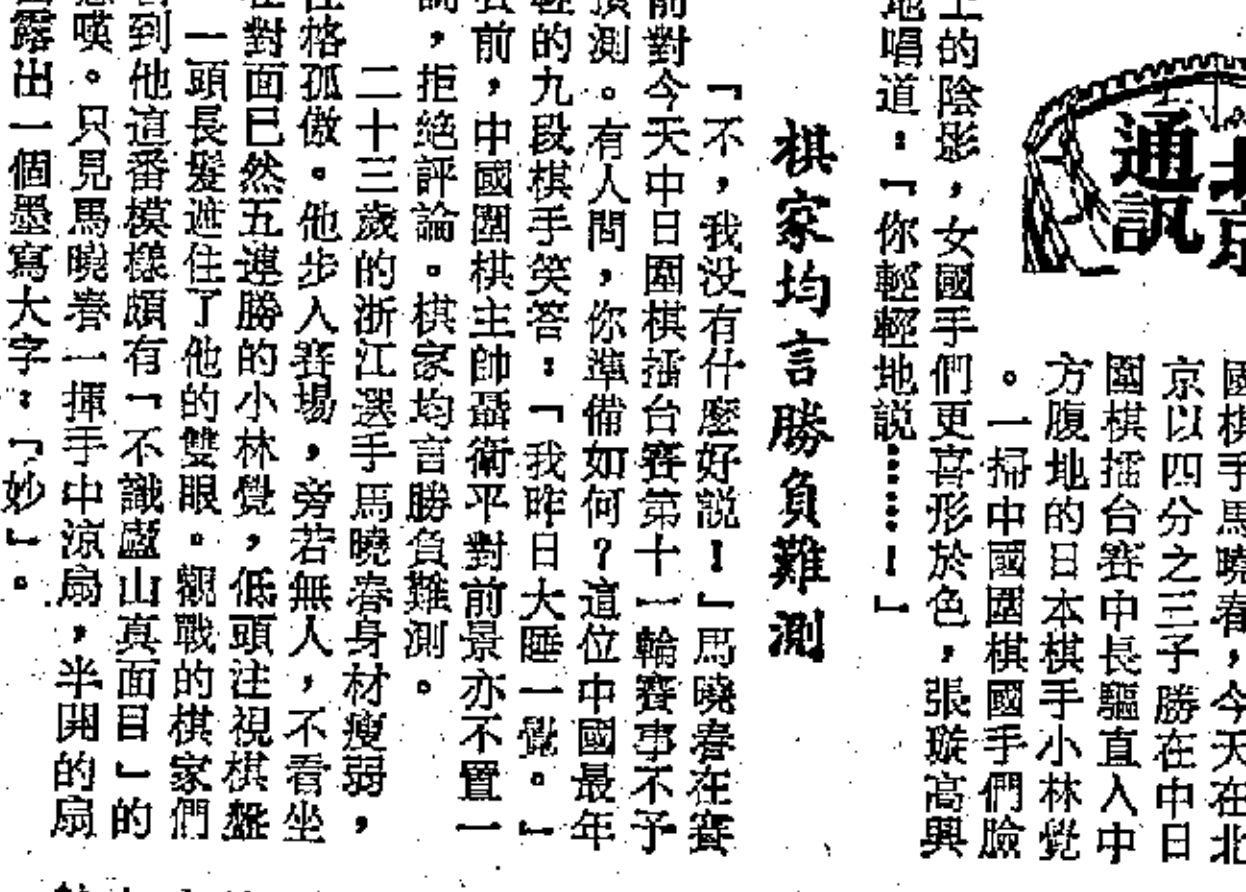 北京
通訊
國棋手馬曉春，今天在北
京以四分之三子勝在中日
圍棋擂台賽中長驅直入中
方腹地的日本棋手小林覺
。一掃中國圍棋國手們臉
上的陰影，女國手們更喜形於色，張璇高興
地唱道：「你輕輕地説……！」
棋家均言勝負難測
「不，我没有什麼好説！」馬曉春在賽
前對今天中日圍棋擂台賽第十一輪賽事不予
預測。有人問，你準備如何？這位中國最年
輕的九段棋手笑答：「我昨日大睡一覺。」
賽前，中國圍棋主帥聶衛平對前景亦不置一
詞，拒絕評論。棋家均言勝負難測。
二十三歲的浙江選手馬曉春身材瘦弱，
性格孤傲。他步入賽場，旁若無人，不看坐
在對面已然五連勝的小林覺，低頭注視棋盤
一頭長髮遮住了他的雙眼。觀戰的棋家們
看到他這番模樣頗有「不識廬山真面目」的
嘆。只見馬曉春一揮手中涼扇，半開的扇
露出一個墨寫大字：「妙」。